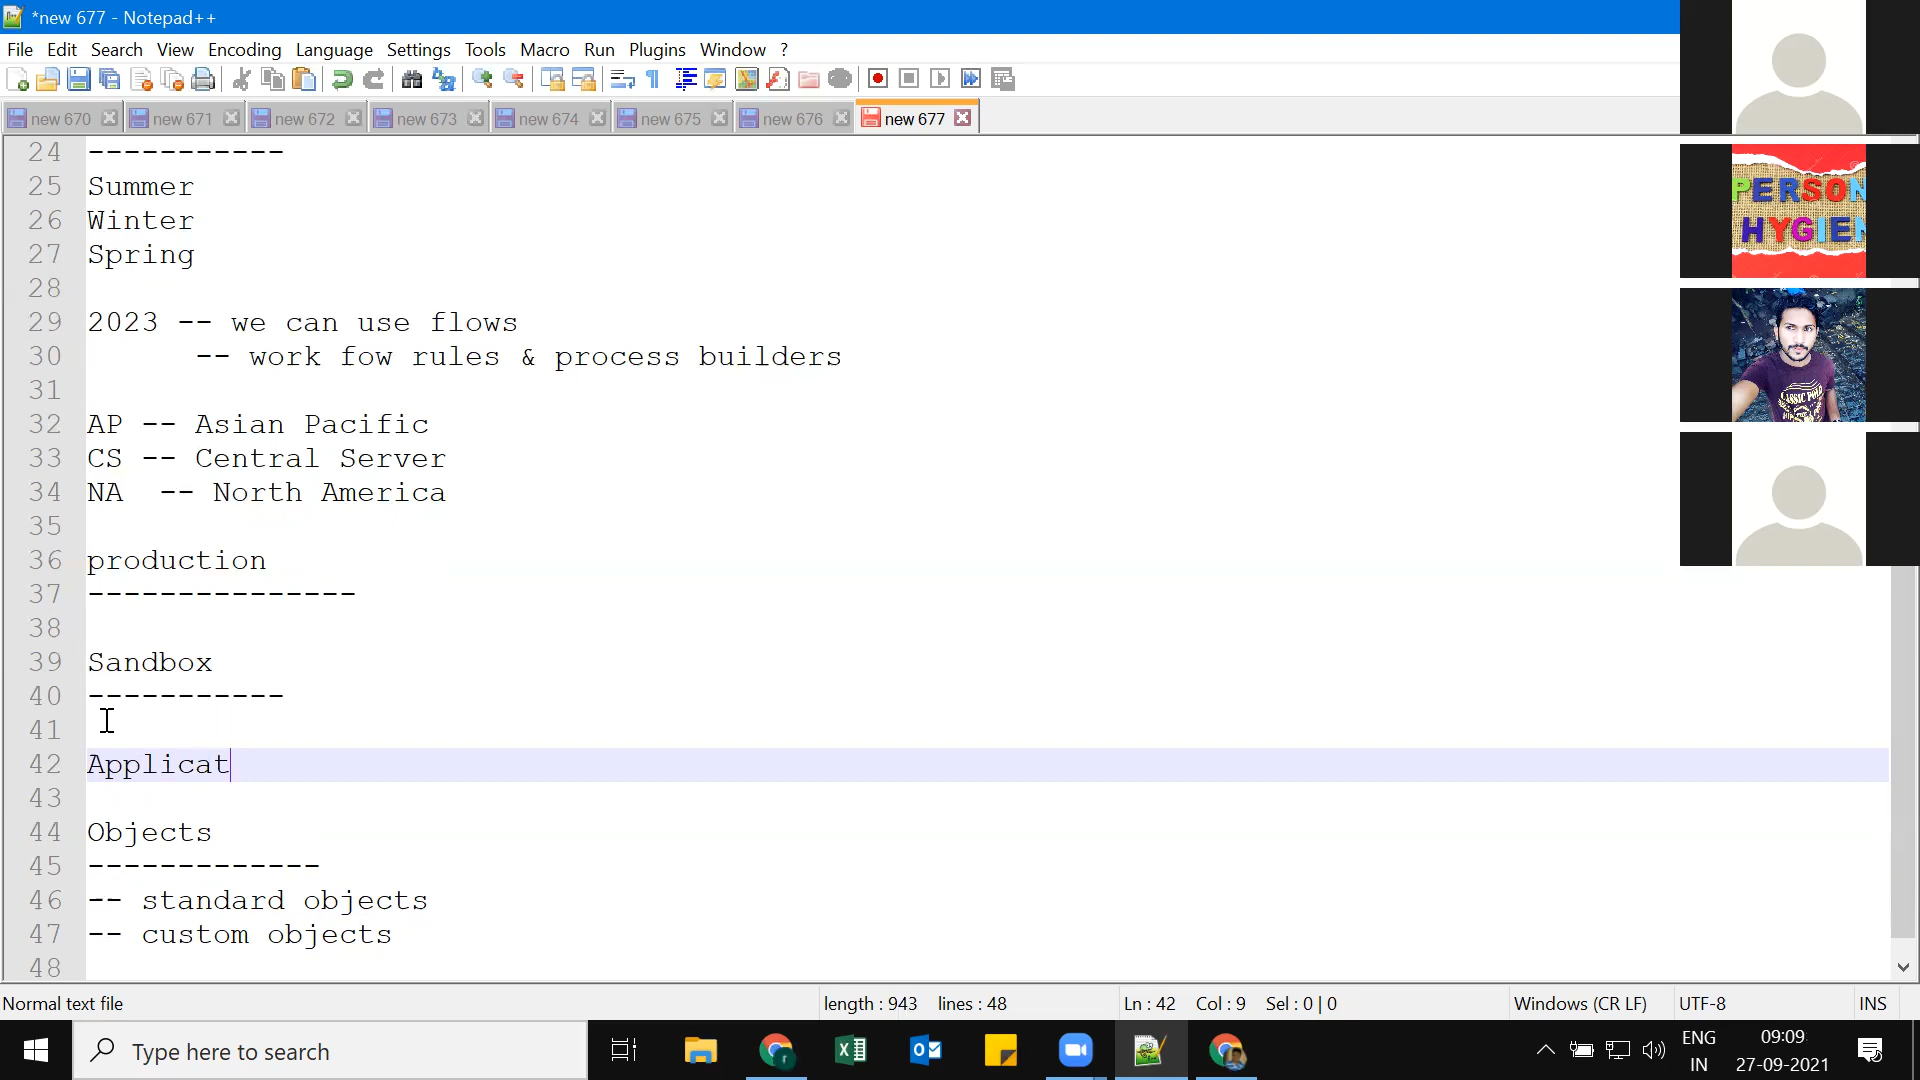 *new 677 - Notepad++
File Edit Search View Encoding Language Settings Tools Macro Run Plugins Window ?
new 670 new 671 new 672 new 673 new 674 new 675 new 676 new 677
24 -----------
25 Summer
26 Winter
27 Spring
28
29 2023 -- we can use flows
30 -- work fow rules & process builders
31
32 AP -- Asian Pacific
33 CS -- Central Server
34 NA -- North America
35
36 production
37 ---------------
38
39 Sandbox
40 -----------
41
42 Applicat
43
44 Objects
45 -------------
46 -- standard objects
47 -- custom objects
48
PERSON
HYGIEN
CLASSIC POLO
Normal text file length : 943 lines : 48 Ln : 42 Col : 9 Sel : 0 | 0 Windows (CR LF) UTF-8 INS
Type here to search
ENG
IN
09:09
27-09-2021